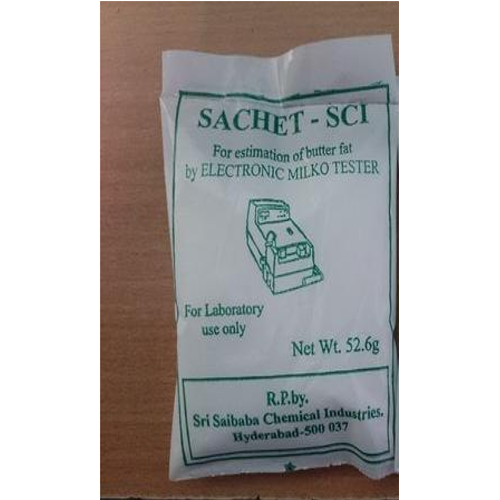 SACHET - SCI
For estimation of butter fat
by ELECTRONIC MILKO TESTER
For Laboratory
use only
Net Wt. 52.6g
R.P.by.
Sri Saibaba Chemical Industries.
Hyderabad-500 037